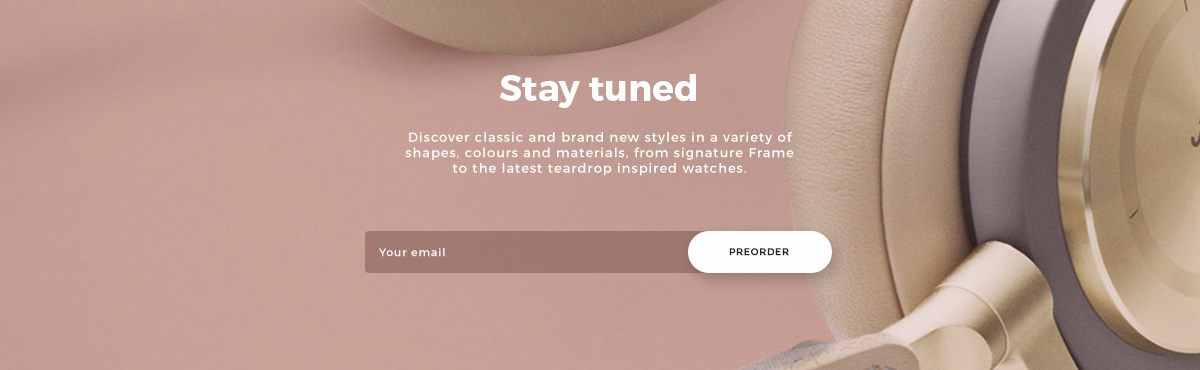 Stay tuned
Discover classic and brand new styles in a variety of
shapes, colours and materials, from signature Frame
to the latest teardrop inspired watches.
Your email
PREORDER